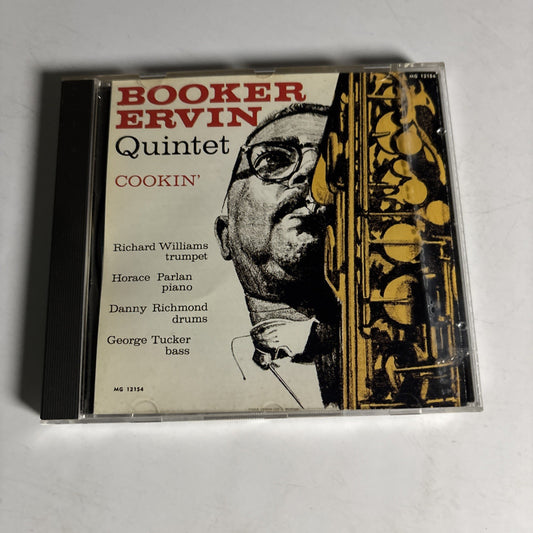 MG 12154
BOOKER
ERVIN
Quintet
COOKIN'
Richard Williams
trumpet
Horace Parlan
piano
Danny Richmond
drums
George Tucker
bass
MG 12154